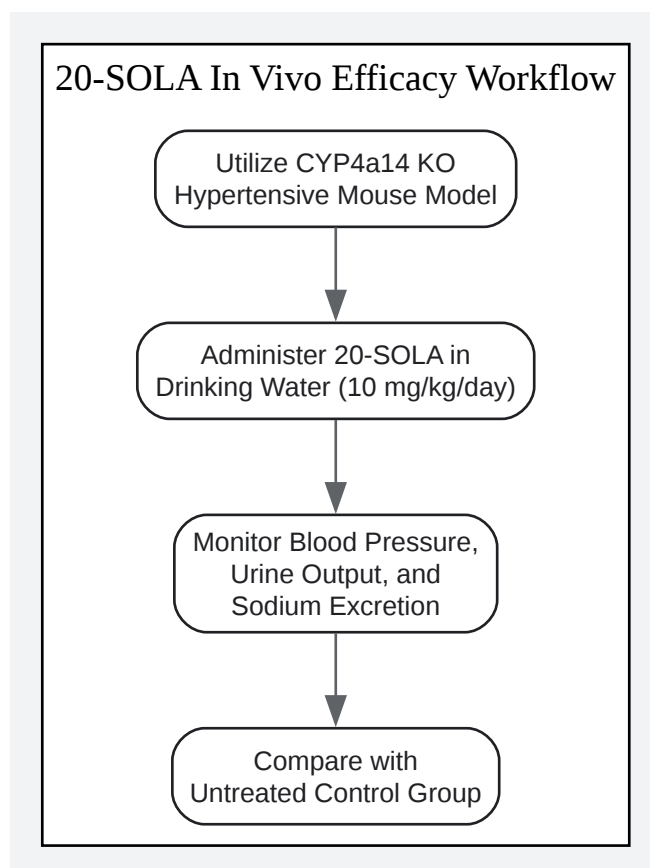 20-SOLA In Vivo Efficacy Workflow
Utilize CYP4a14 KO
Hypertensive Mouse Model
Administer 20-SOLA in
Drinking Water (10 mg/kg/day)
Monitor Blood Pressure,
Urine Output, and
Sodium Excretion
Compare with
Untreated Control Group